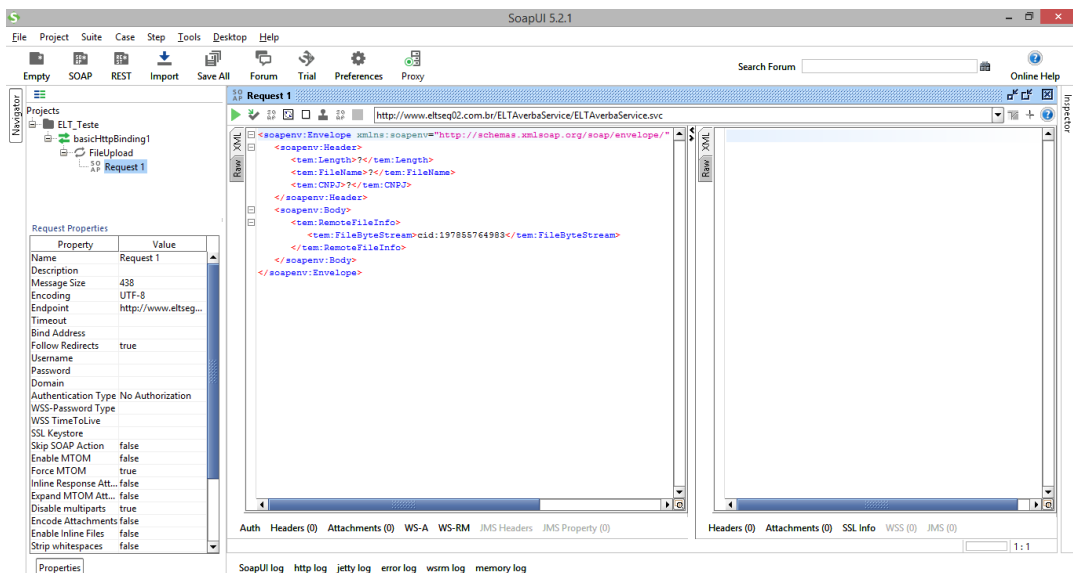 SoapUI 5.2.1
File Project Suite Case Step Tools Desktop Help
Empty SOAP REST Import Save All Forum Trial Preferences Proxy
Search Forum
Online Help
Navigator
Projects
ELT_Teste
basicHttpBinding1
FileUpload
SO AP Request 1
Request Properties
Property Value
Name Request 1
Description
Message Size 438
Encoding UTF-8
Endpoint http://www.eltseg...
Timeout
Bind Address
Follow Redirects true
Username
Password
Domain
Authentication Type No Authorization
WSS-Password Type
WSS TimeToLive
SSL Keystore
Skip SOAP Action false
Enable MTOM false
Force MTOM true
Inline Response Att... false
Expand MTOM Att... false
Disable multiparts true
Encode Attachments false
Enable Inline Files false
Strip whitespaces false
Properties
SO AP Request 1
http://www.eltseg02.com.br/ELTAverbaService/ELTAverbaService.svc
XML
Raw
<soapenv:Envelope xmlns:soapenv="http://schemas.xmlsoap.org/soap/envelope/"
<soapenv:Header>
<tem:Length>?</tem:Length>
<tem:FileName>?</tem:FileName>
<tem:CNPJ>?</tem:CNPJ>
</soapenv:Header>
<soapenv:Body>
<tem:RemoteFileInfo>
<tem:FileByteStream>cid:197855764983</tem:FileByteStream>
</tem:RemoteFileInfo>
</soapenv:Body>
</soapenv:Envelope>
XML
Raw
Inspector
Auth Headers (0) Attachments (0) WS-A WS-RM JMS Headers JMS Property (0)
Headers (0) Attachments (0) SSL Info WSS (0) JMS (0)
1 : 1
SoapUI log http log jetty log error log wsrm log memory log